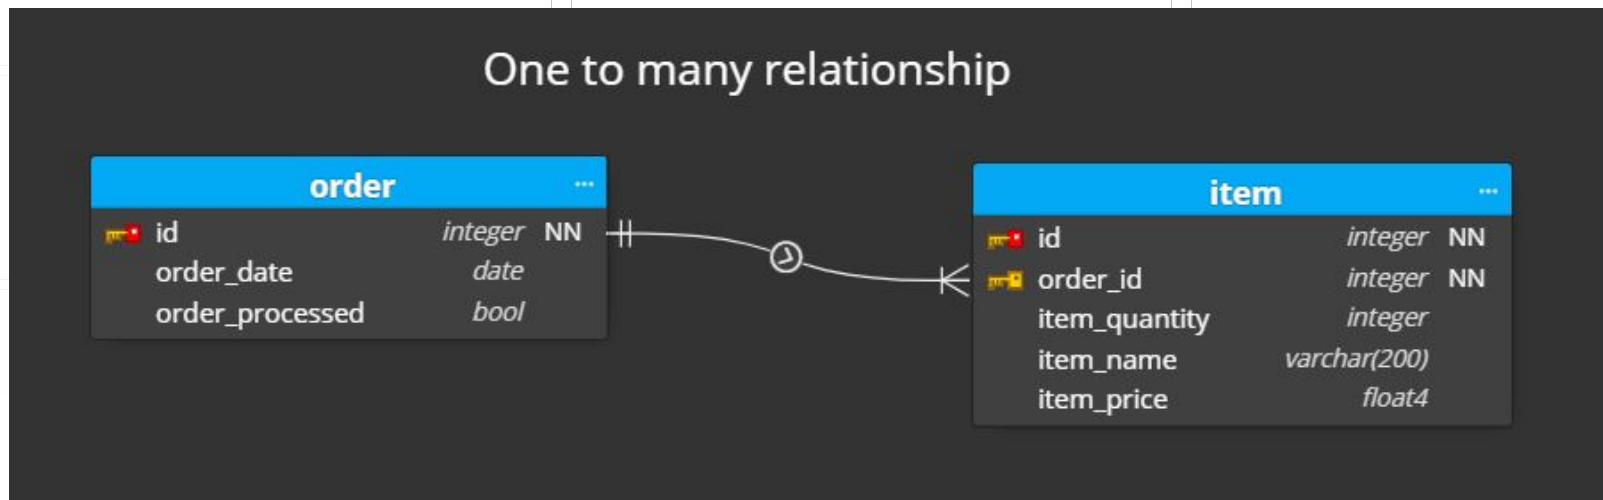 One to many relationship
order ...
id integer NN
order_date date
order_processed bool
item ...
id integer NN
order_id integer NN
item_quantity integer
item_name varchar(200)
item_price float4